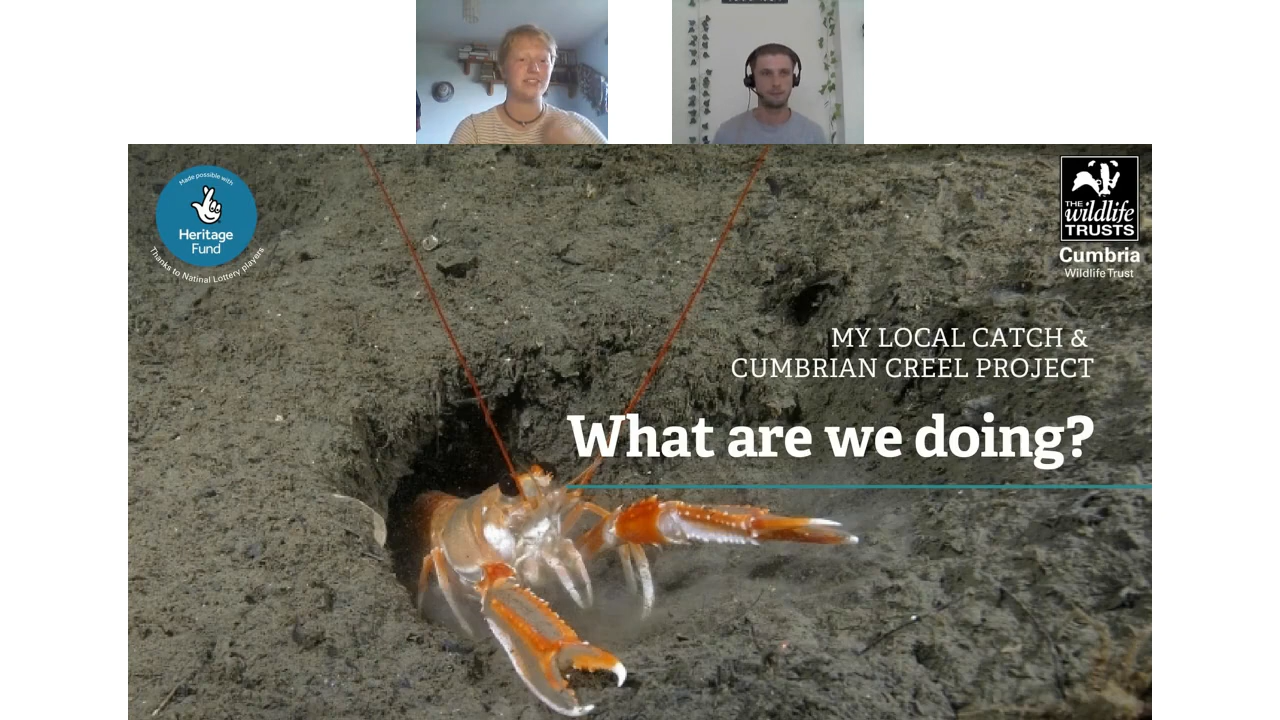 Made possible with
Heritage
Fund
Thanks to Natinal Lottery players
THE
wildlife
TRUSTS
Cumbria
Wildlife Trust
MY LOCAL CATCH &
CUMBRIAN CREEL PROJECT
What are we doing?